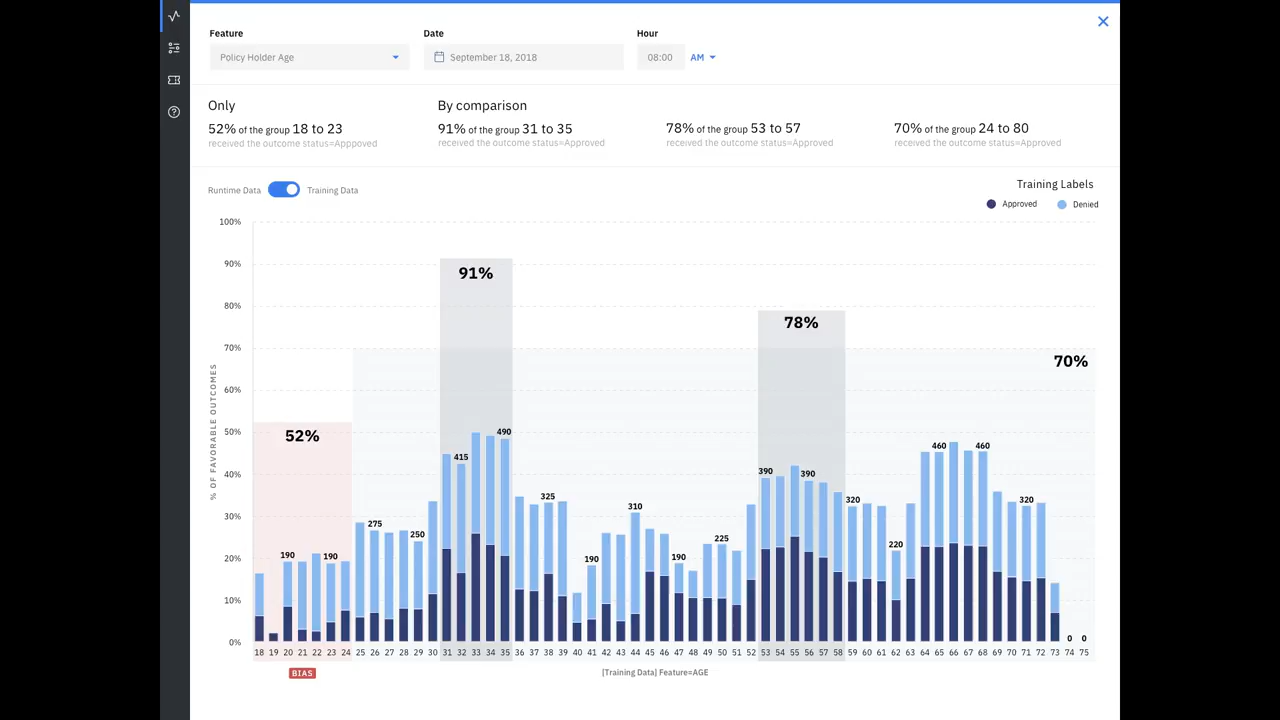 Feature
Date
Hour
Policy Holder Age
September 18, 2018
08:00
AM
Only
By comparison
52% of the group 18 to 23
received the outcome status=Apppoved
91% of the group 31 to 35
received the outcome status=Approved
78% of the group 53 to 57
received the outcome status=Approved
70% of the group 24 to 80
received the outcome status=Approved
Runtime Data
Training Data
Training Labels
Approved
Denied
100%
90%
80%
70%
60%
50%
40%
30%
20%
10%
0%
% OF FAVORABLE OUTCOMES
52%
91%
78%
70%
190
190
275
250
415
490
325
190
310
190
225
390
390
320
220
460
460
320
0
0
18 19 20 21 22 23 24 25 26 27 28 29 30 31 32 33 34 35 36 37 38 39 40 41 42 43 44 45 46 47 48 49 50 51 52 53 54 55 56 57 58 59 60 61 62 63 64 65 66 67 68 69 70 71 72 73 74 75
BIAS
[Training Data] Feature=AGE